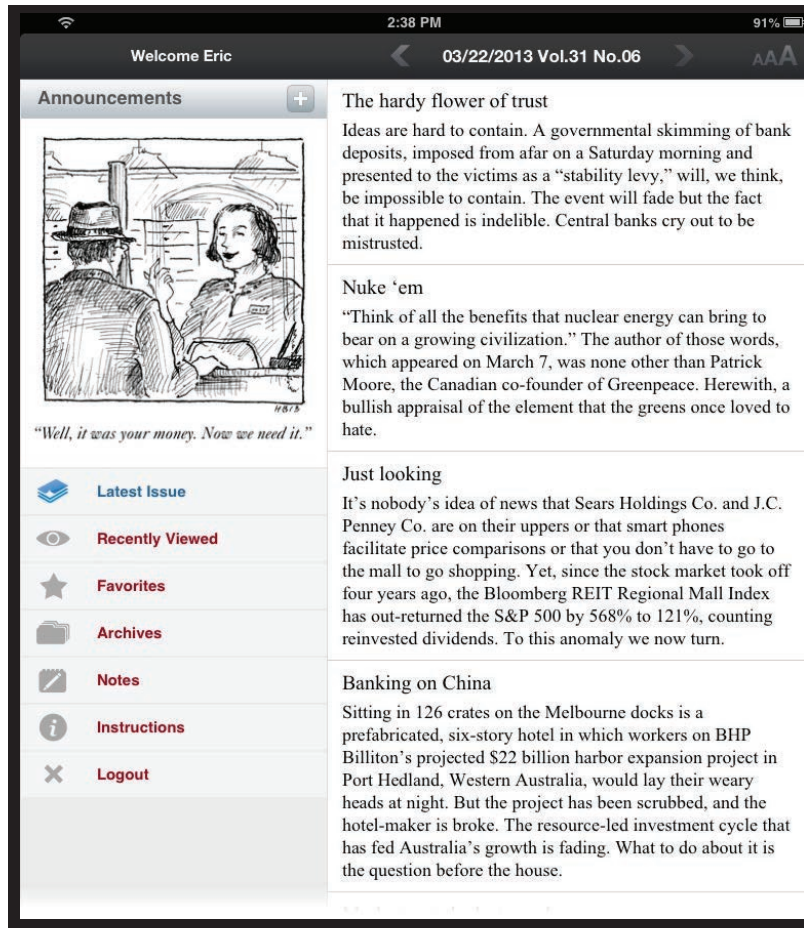 2:38 PM
91%
Welcome Eric
03/22/2013 Vol.31 No.06
AAA
Announcements
HBIB
“Well, it was your money. Now we need it.”
Latest Issue
Recently Viewed
Favorites
Archives
Notes
Instructions
Logout
The hardy flower of trust
Ideas are hard to contain. A governmental skimming of bank
deposits, imposed from afar on a Saturday morning and
presented to the victims as a “stability levy,” will, we think,
be impossible to contain. The event will fade but the fact
that it happened is indelible. Central banks cry out to be
mistrusted.
Nuke ‘em
“Think of all the benefits that nuclear energy can bring to
bear on a growing civilization.” The author of those words,
which appeared on March 7, was none other than Patrick
Moore, the Canadian co-founder of Greenpeace. Herewith, a
bullish appraisal of the element that the greens once loved to
hate.
Just looking
It’s nobody’s idea of news that Sears Holdings Co. and J.C.
Penney Co. are on their uppers or that smart phones
facilitate price comparisons or that you don’t have to go to
the mall to go shopping. Yet, since the stock market took off
four years ago, the Bloomberg REIT Regional Mall Index
has out-returned the S&P 500 by 568% to 121%, counting
reinvested dividends. To this anomaly we now turn.
Banking on China
Sitting in 126 crates on the Melbourne docks is a
prefabricated, six-story hotel in which workers on BHP
Billiton’s projected $22 billion harbor expansion project in
Port Hedland, Western Australia, would lay their weary
heads at night. But the project has been scrubbed, and the
hotel-maker is broke. The resource-led investment cycle that
has fed Australia’s growth is fading. What to do about it is
the question before the house.